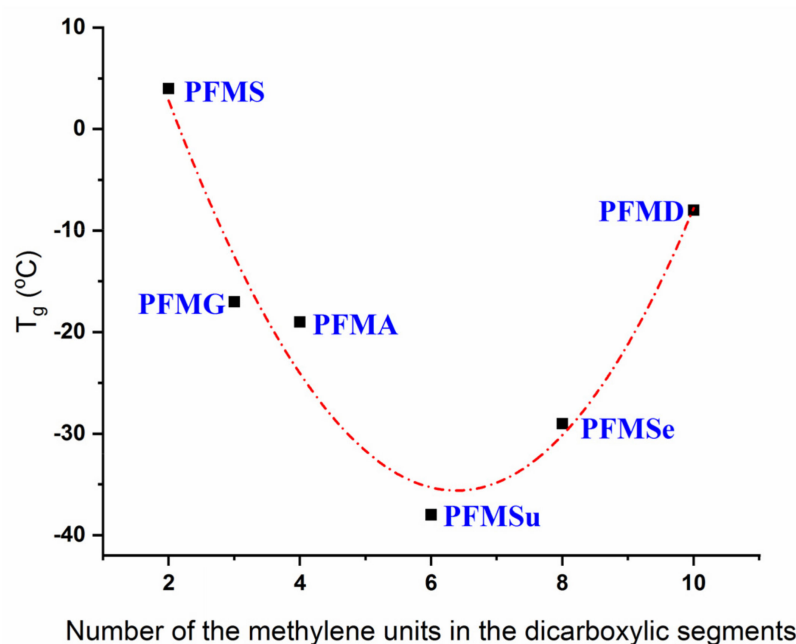 10
0
-10
-20
-30
-40
T_g (°C)
PFMS
PFMD
PFMG
PFMA
PFMSe
PFMSu
2 4 6 8 10
Number of the methylene units in the dicarboxylic segments